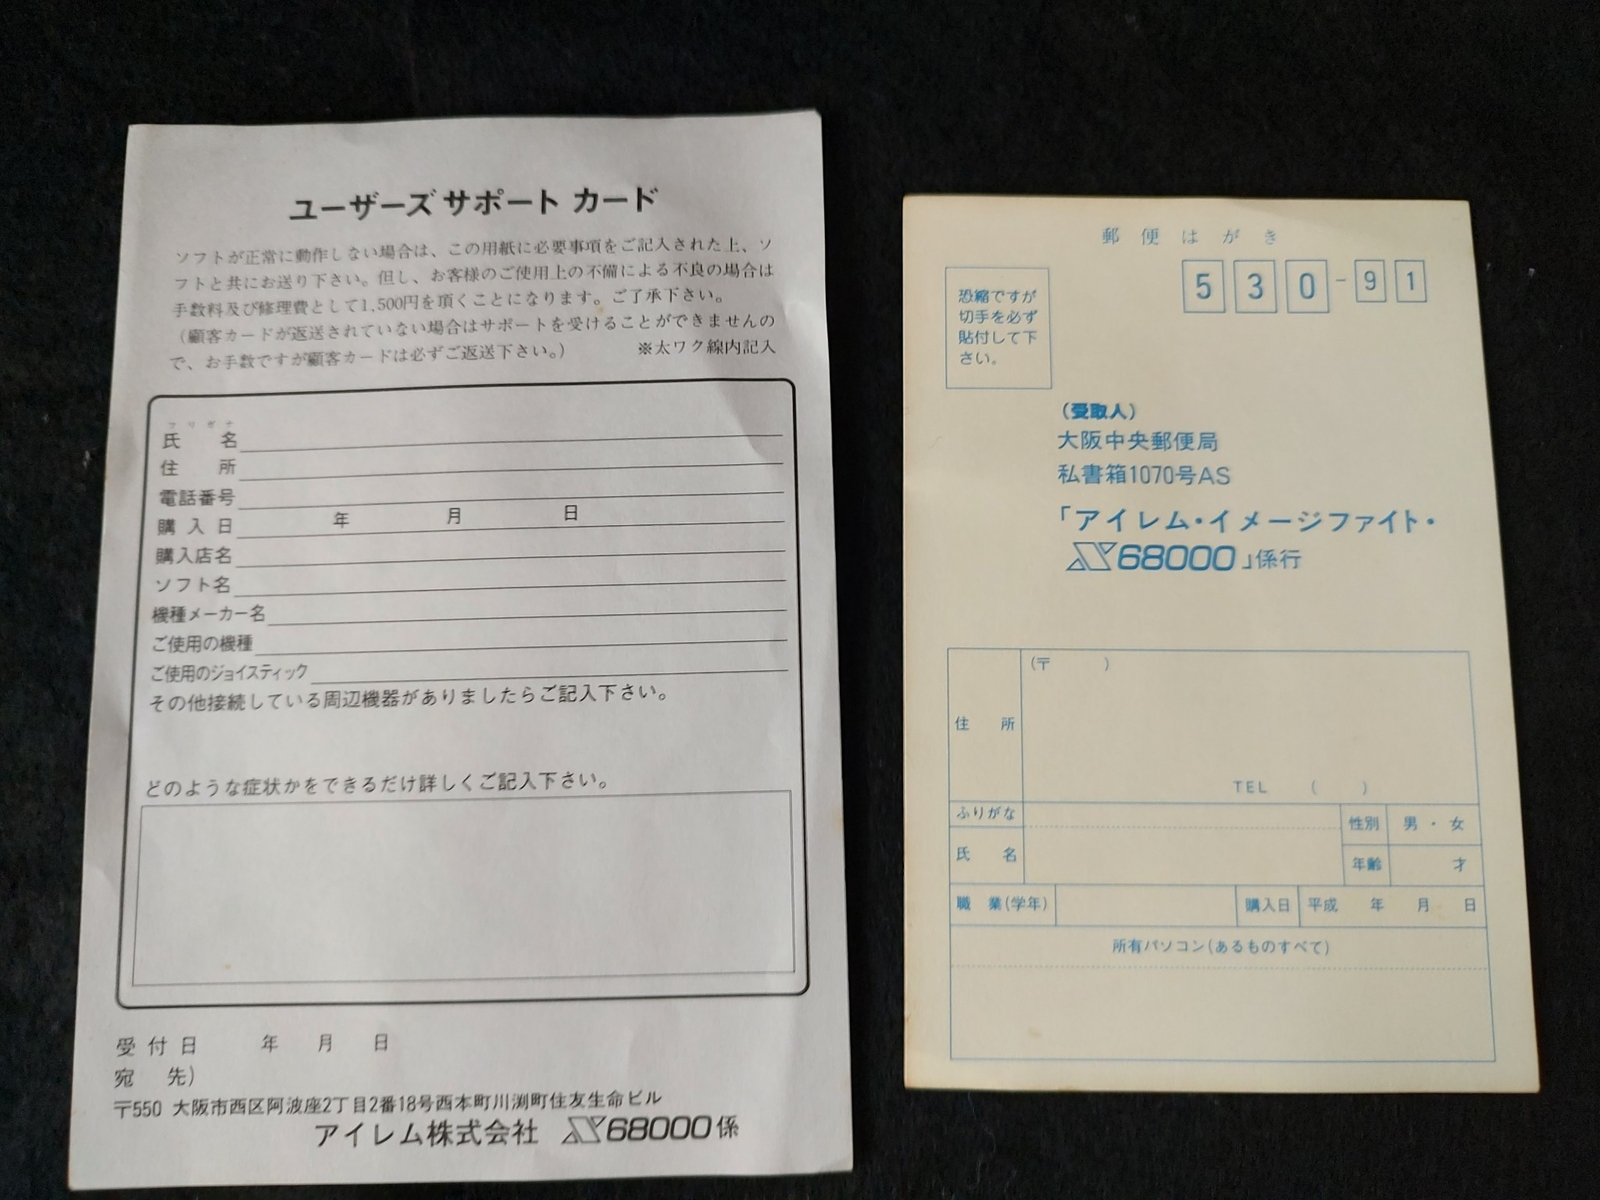 ユーザーズ サポート カード
ソフトが正常に動作しない場合は、この用紙に必要事項をご記入された上、ソ
フトと共にお送り下さい。但し、お客様のご使用上の不備による不良の場合は
手数料及び修理費として1,500円を頂くことになります。ご了承下さい。
(顧客カードが返送されていない場合はサポートを受けることができませんの
で、お手数ですが顧客カードは必ずご返送下さい。) ※太ワク線内記入
フリガナ
氏 名
住 所
電話番号
購入日 年 月 日
購入店名
ソフト名
機種メーカー名
ご使用の機種
ご使用のジョイスティック
その他接続している周辺機器がありましたらご記入下さい。
どのような症状かをできるだけ詳しくご記入下さい。
受付日 年 月 日
宛 先)
〒550 大阪市西区阿波座2丁目2番18号西本町川渕町住友生命ビル
アイレム株式会社 X68000係
郵便はがき
530-91
恐縮ですが
切手を必ず
貼付して下
さい。
(受取人)
大阪中央郵便局
私書箱1070号AS
「アイレム・イメージファイト・
X68000」係行
(〒 )
住 所
TEL ( )
ふりがな
氏 名
性別 男・女
年齢 才
職 業(学年) 購入日 平成 年 月 日
所有パソコン(あるものすべて)